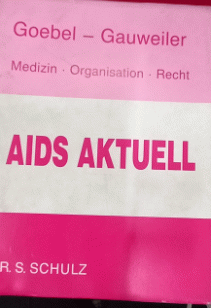 Goebel – Gauweiler
Medizin · Organisation · Recht
AIDS AKTUELL
R. S. SCHULZ